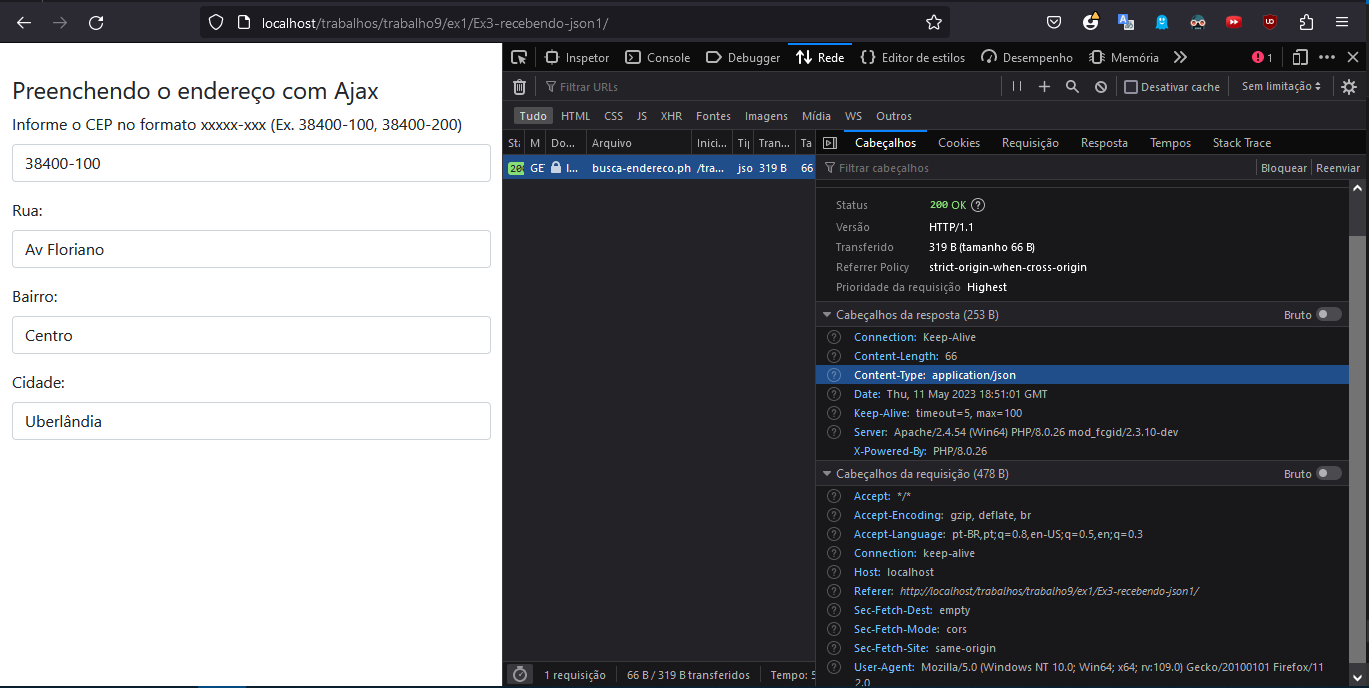 localhost/trabalhos/trabalho9/ex1/Ex3-recebendo-json1/
Preenchendo o endereço com Ajax
Informe o CEP no formato xxxxx-xxx (Ex. 38400-100, 38400-200)
38400-100
Rua:
Av Floriano
Bairro:
Centro
Cidade:
Uberlândia
Inspetor Console Debugger Rede Editor de estilos Desempenho Memória 1
Filtrar URLs Desativar cache Sem limitação
Tudo HTML CSS JS XHR Fontes Imagens Mídia WS Outros
M Do... Arquivo Inici... Tran... Ta
200 GE l... busca-endereco.ph /tra... jso 319 B 66
Cabeçalhos Cookies Requisição Resposta Tempos Stack Trace
Filtrar cabeçalhos Bloquear Reenviar
Status 200 OK
Versão HTTP/1.1
Transferido 319 B (tamanho 66 B)
Referrer Policy strict-origin-when-cross-origin
Prioridade da requisição Highest
Cabeçalhos da resposta (253 B) Bruto
Connection: Keep-Alive
Content-Length: 66
Content-Type: application/json
Date: Thu, 11 May 2023 18:51:01 GMT
Keep-Alive: timeout=5, max=100
Server: Apache/2.4.54 (Win64) PHP/8.0.26 mod_fcgid/2.3.10-dev
X-Powered-By: PHP/8.0.26
Cabeçalhos da requisição (478 B) Bruto
Accept: */*
Accept-Encoding: gzip, deflate, br
Accept-Language: pt-BR,pt;q=0.8,en-US;q=0.5,en;q=0.3
Connection: keep-alive
Host: localhost
Referer: http://localhost/trabalhos/trabalho9/ex1/Ex3-recebendo-json1/
Sec-Fetch-Dest: empty
Sec-Fetch-Mode: cors
Sec-Fetch-Site: same-origin
User-Agent: Mozilla/5.0 (Windows NT 10.0; Win64; x64; rv:109.0) Gecko/20100101 Firefox/11
2.0
1 requisição 66 B / 319 B transferidos Tempo: 5